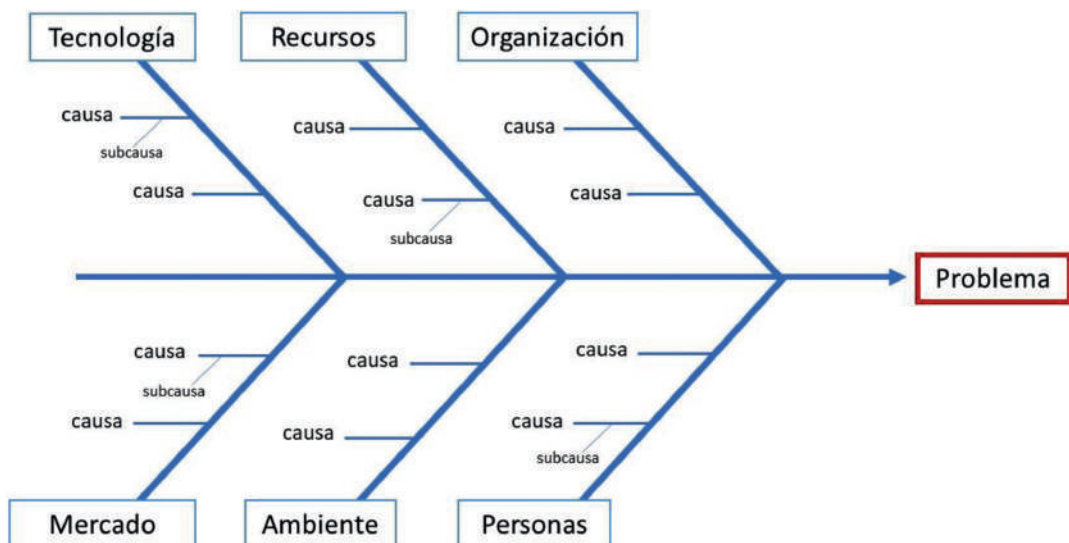 Tecnología
Recursos
Organización
causa
subcausa
causa
causa
causa
subcausa
causa
causa
Problema
causa
subcausa
causa
causa
causa
causa
causa
subcausa
Mercado
Ambiente
Personas